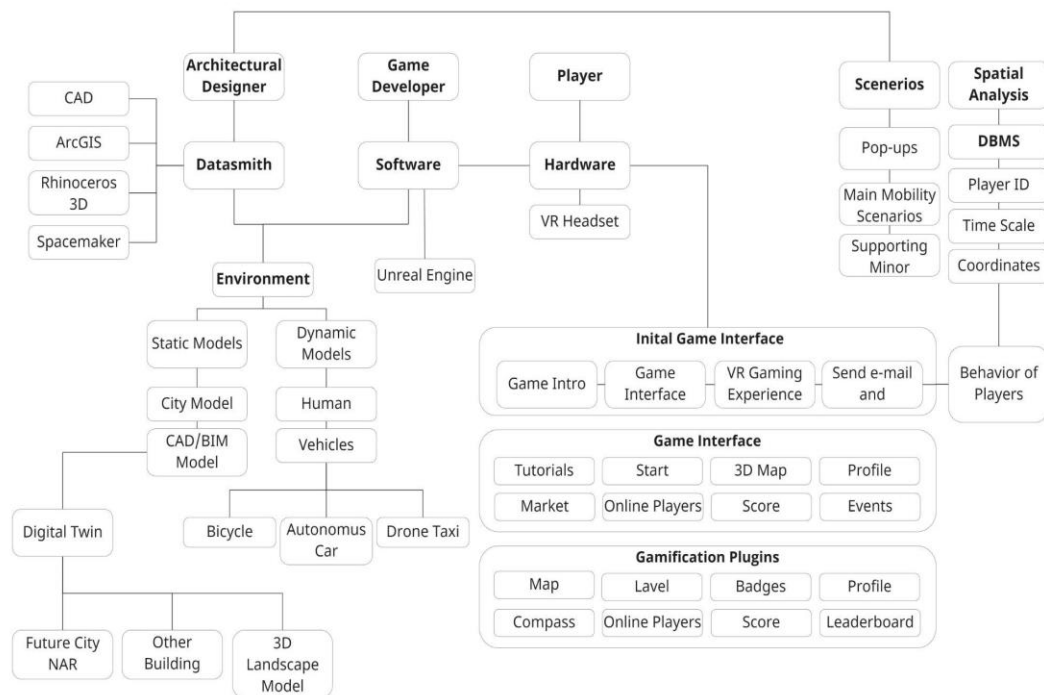 Architectural
Designer
Game
Developer
Player
Scenerios
Spatial
Analysis
CAD
ArcGIS
Rhinoceros
3D
Spacemaker
Datasmith
Software
Hardware
Pop-ups
DBMS
Main Mobility
Scenarios
Player ID
VR Headset
Time Scale
Supporting
Minor
Unreal Engine
Coordinates
Environment
Static Models
Dynamic
Models
City Model
Human
CAD/BIM
Model
Vehicles
Digital Twin
Bicycle
Autonomus
Car
Drone Taxi
Future City
NAR
Other
Building
3D
Landscape
Model
Inital Game Interface
Game Intro
Game
Interface
VR Gaming
Experience
Send e-mail
and
Behavior of
Players
Game Interface
Tutorials
Start
3D Map
Profile
Market
Online Players
Score
Events
Gamification Plugins
Map
Lavel
Badges
Profile
Compass
Online Players
Score
Leaderboard